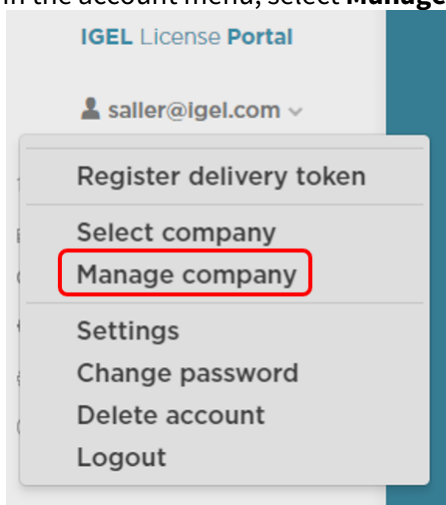 In the account menu, select Manage
IGEL License Portal
saller@igel.com
Register delivery token
Select company
Manage company
Settings
Change password
Delete account
Logout